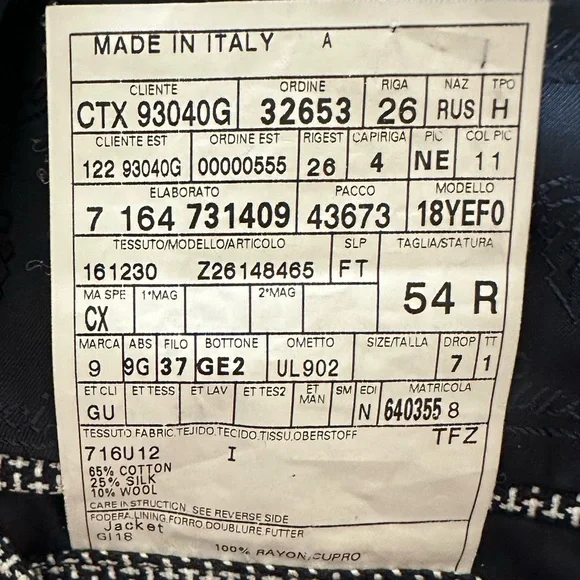 MADE IN ITALY A
CLIENTE ORDINE RIGA NAZ TPO
CTX 93040G 32653 26 RUS H
CLIENTE EST ORDINE EST RIGEST CAPIRIGA PIC COL PIC
122 93040G 00000555 26 4 NE 11
ELABORATO PACCO MODELLO
7 164 731409 43673 18YEF0
TESSUTO/MODELLO/ARTICOLO SLP TAGLIA/STATURA
161230 Z26148465 FT 54 R
MA SPE 1°MAG 2°MAG
CX
MARCA ABS FILO BOTTONE OMETTO SIZE/TALLA DROP TT
9 9G 37 GE2 UL902 7 1
ET CLI ET TESS ET LAV ET TES2 ET MAN SM EDI MATRICOLA
GU N 640355 8
TESSUTO.FABRIC.TEJIDO.TECIDO.TISSU.OBERSTOFF TFZ
716U12 I
65% COTTON
25% SILK
10% WOOL
CARE INSTRUCTION SEE REVERSE SIDE
FODERA.LINING.FORRO.DOUBLURE.FUTTER
Jacket
GI18 100% RAYON/CUPRO